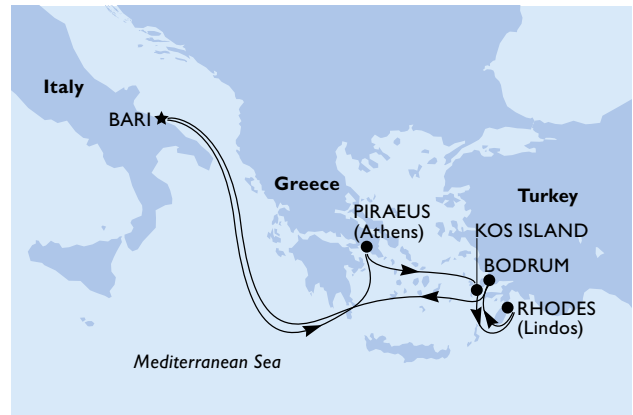 Italy
BARI
Greece
Turkey
PIRAEUS
(Athens)
KOS ISLAND
BODRUM
RHODES
(Lindos)
Mediterranean Sea